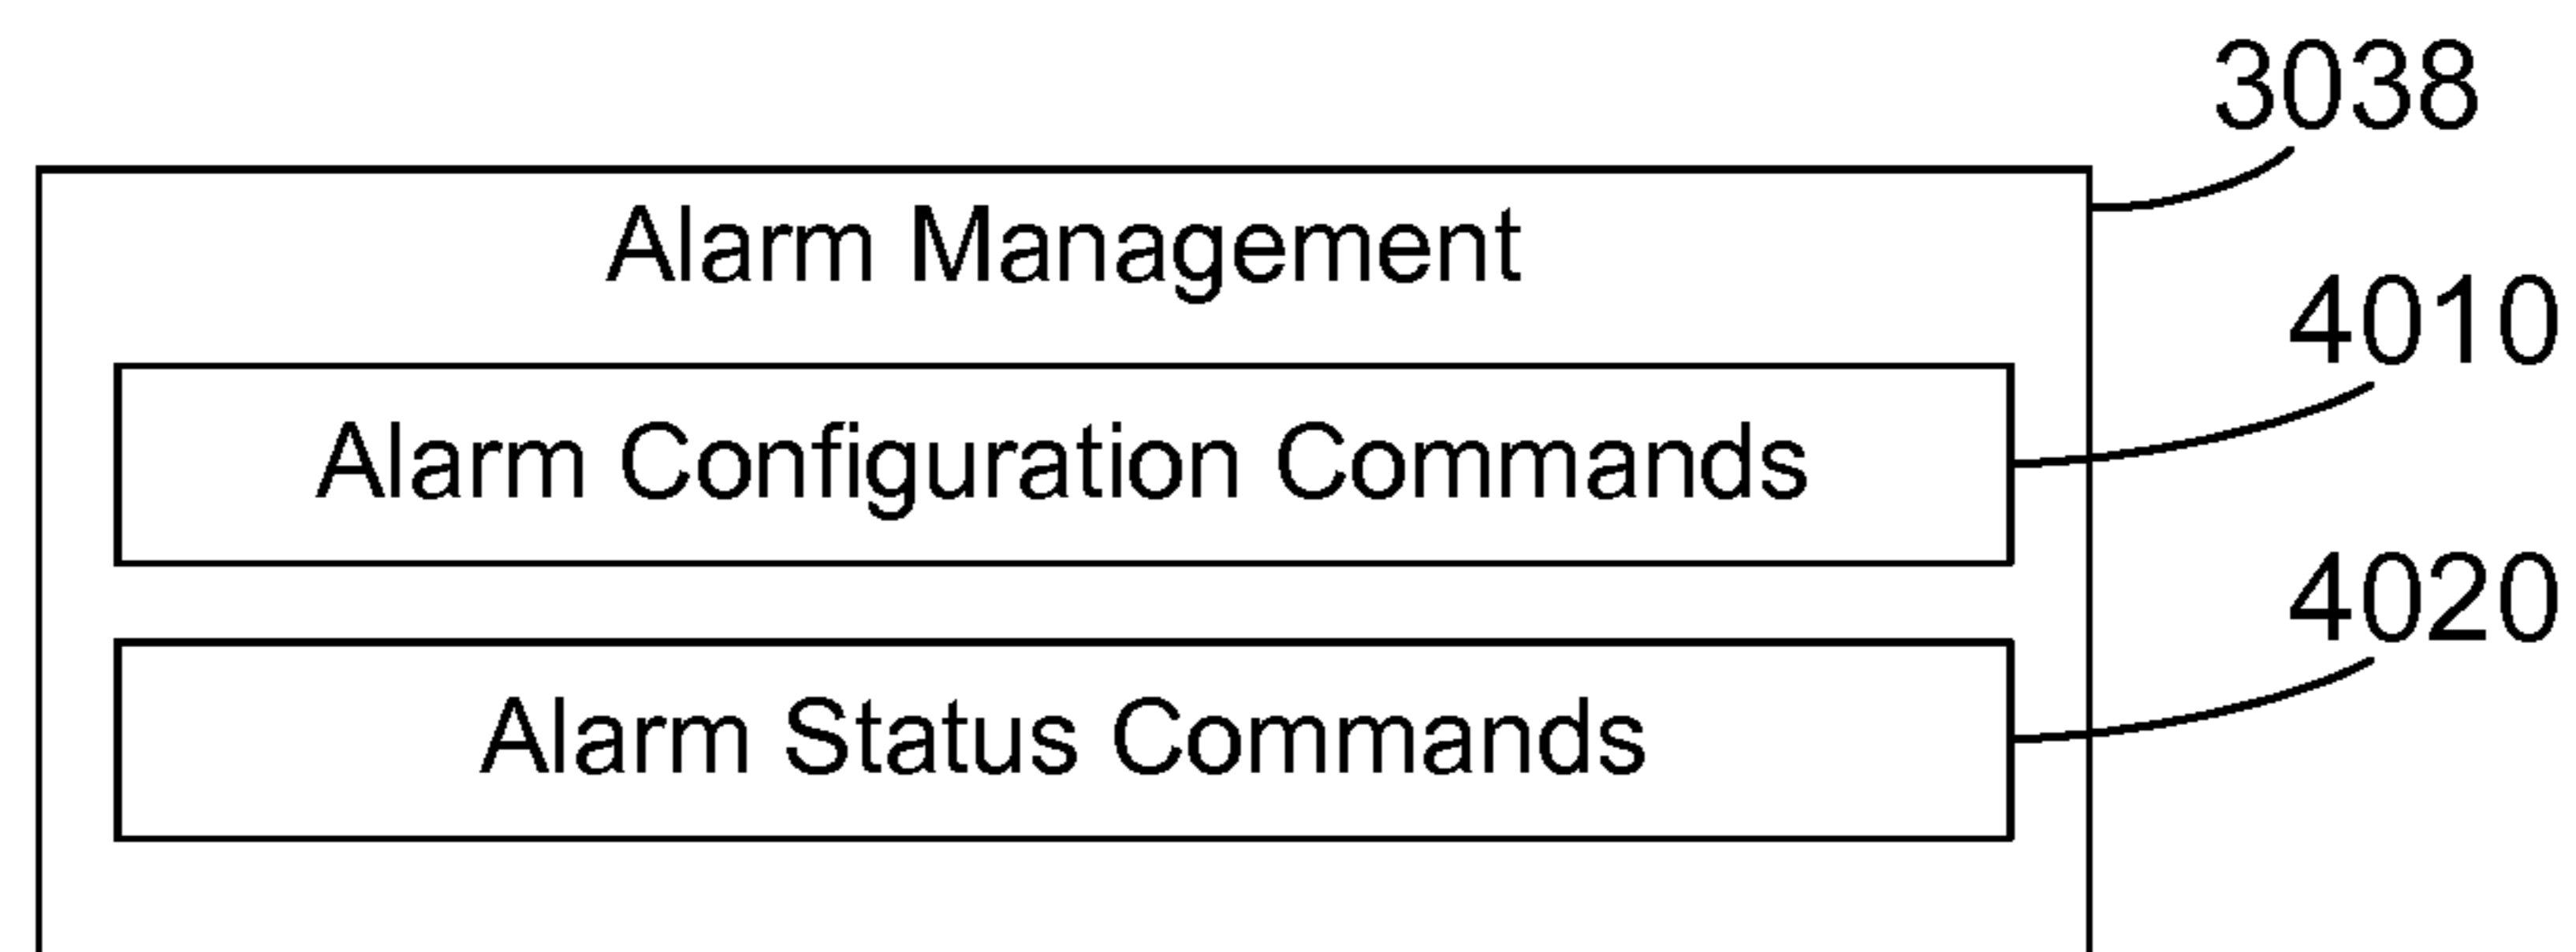 3038
Alarm Management
4010
Alarm Configuration Commands
4020
Alarm Status Commands